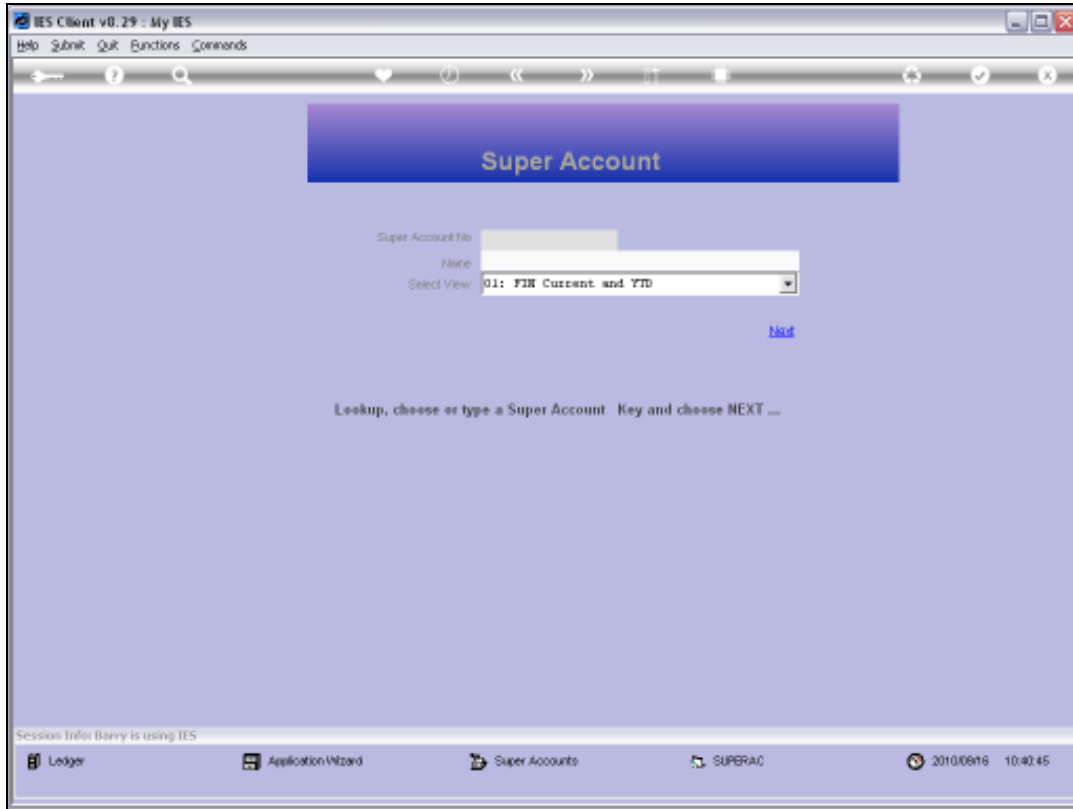 IES Client v8.29 : My IES
Help Submit Quit Functions Commands
Super Account
Super Account No
Name
Select View 01: FIN Current and YTD
Next
Lookup, choose or type a Super Account Key and choose NEXT ...
Session Info: Barry is using IES
Ledger Application Wizard Super Accounts SUPERAC 2010/09/16 10:40:45